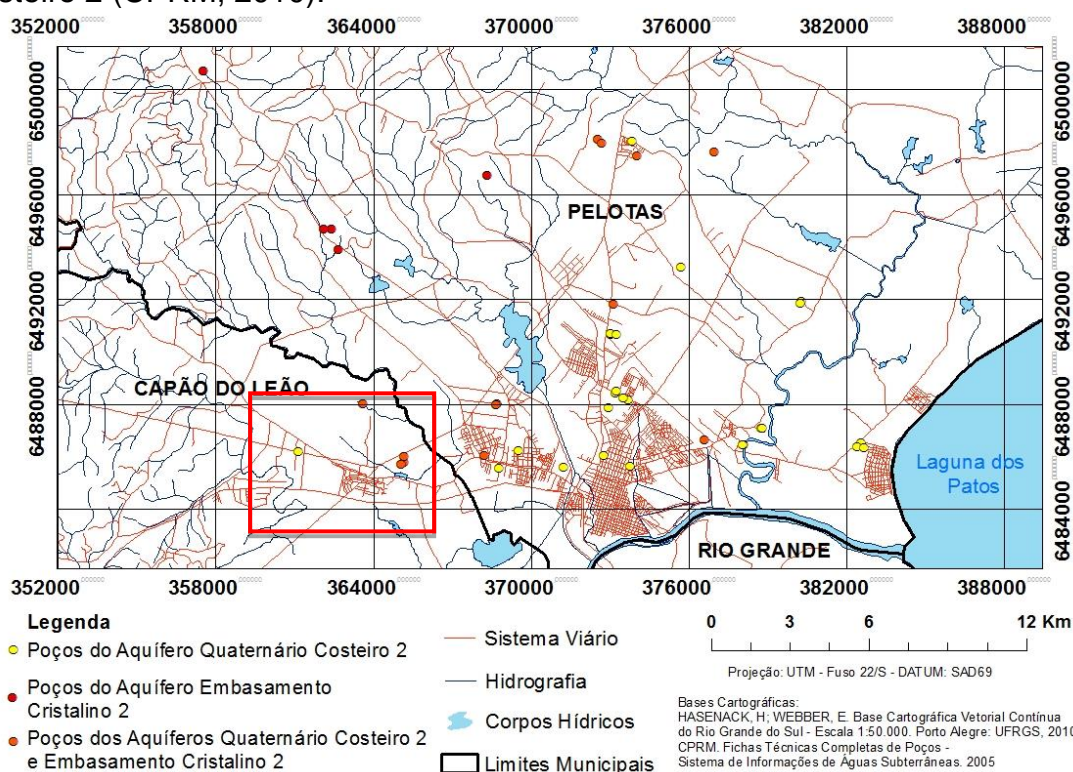 352000 358000 364000 370000 376000 382000 388000
6500000 6500000
6496000 6496000
PELOTAS
6492000 6492000
CAPÃO DO LEÃO
6488000 6488000
Laguna dos
Patos
6484000 6484000
RIO GRANDE
352000 358000 364000 370000 376000 382000 388000
Legenda
Poços do Aquífero Quaternário Costeiro 2
Poços do Aquífero Embasamento
Cristalino 2
Poços dos Aquíferos Quaternário Costeiro 2
e Embasamento Cristalino 2
Sistema Viário
Hidrografia
Corpos Hídricos
Limites Municipais
0 3 6 12 Km
Projeção: UTM - Fuso 22/S - DATUM: SAD69
Bases Cartográficas:
HASENACK, H; WEBBER, E. Base Cartográfica Vetorial Contínua
do Rio Grande do Sul - Escala 1:50.000. Porto Alegre: UFRGS, 2010
CPRM. Fichas Técnicas Completas de Poços -
Sistema de Informações de Águas Subterrâneas. 2005